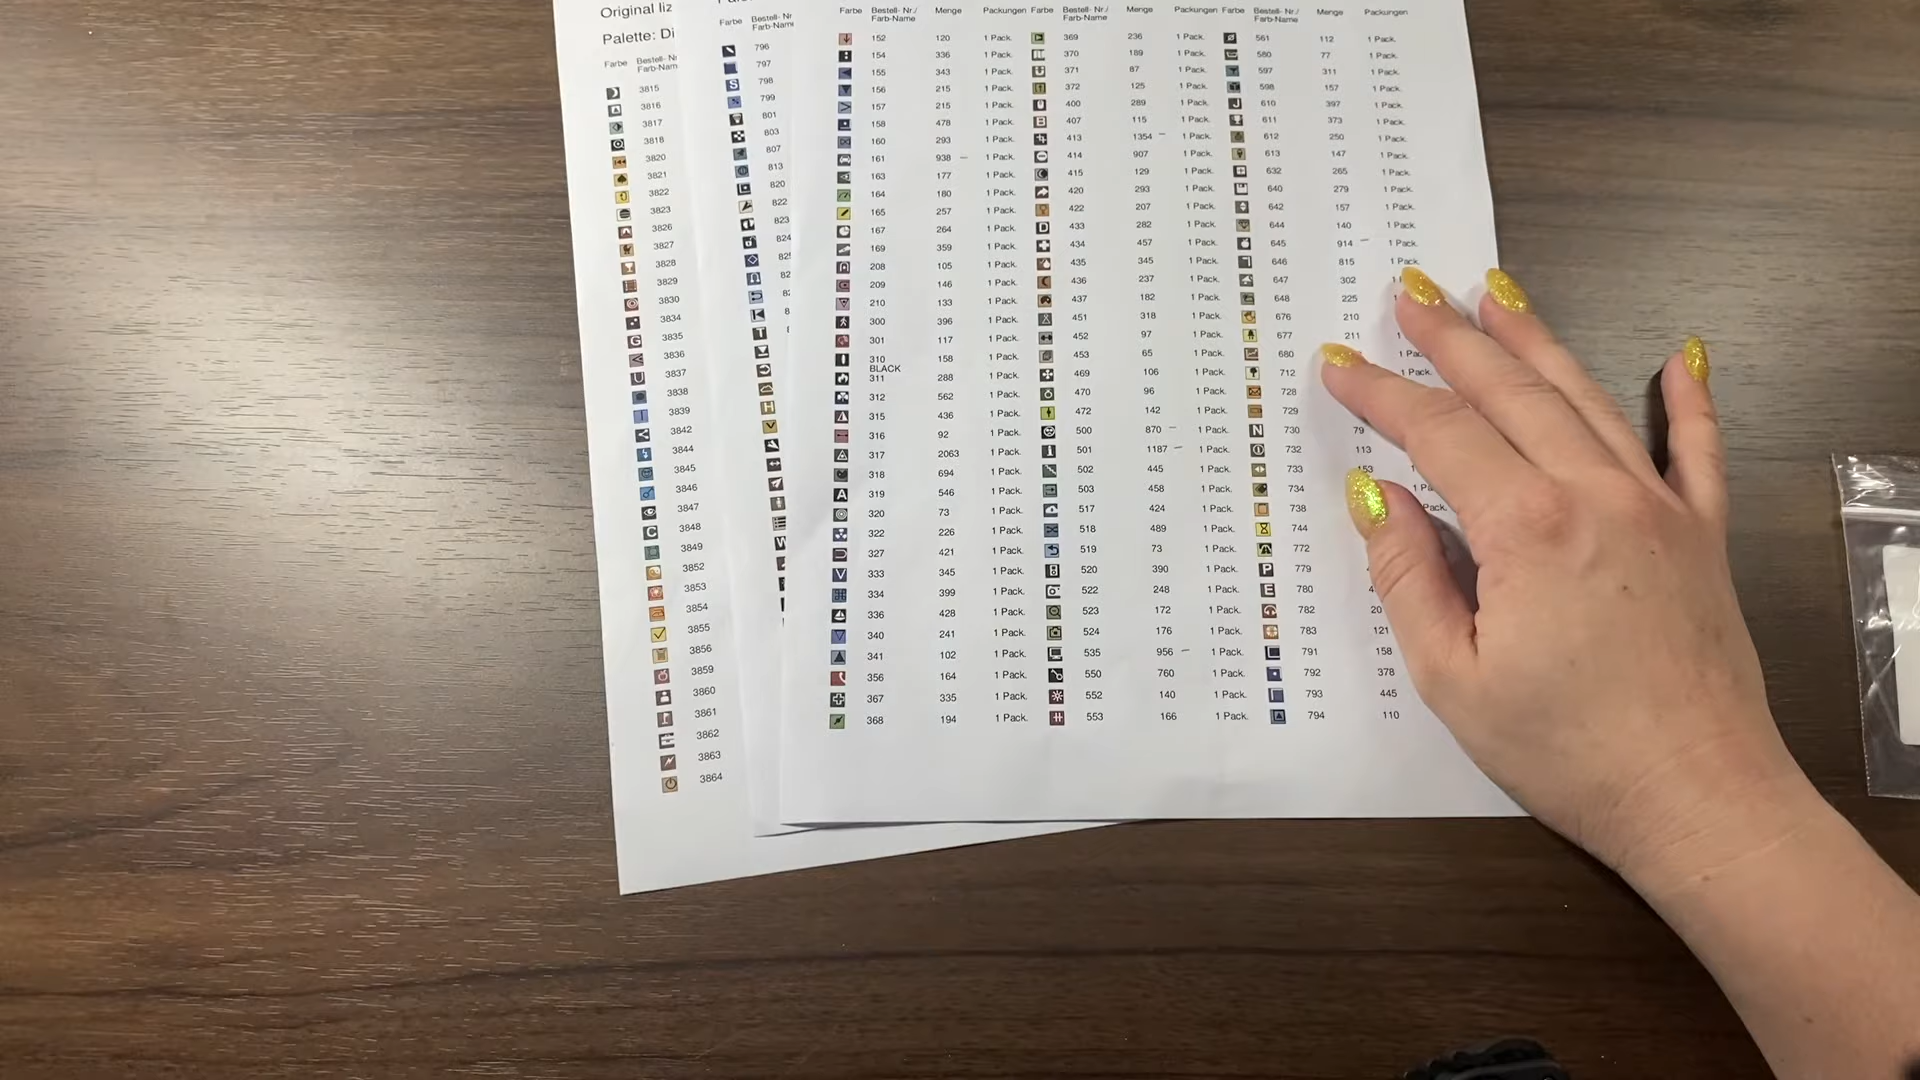 Original liz
Palette: Di
Farbe Bestell- Nr
Farb-Nam
3815
3816
3817
3818
3820
3821
3822
3823
3826
3827
3828
3829
3830
3834
3835
3836
3837
3838
3839
3842
3844
3845
3846
3847
3848
3849
3852
3853
3854
3855
3856
3859
3860
3861
3862
3863
3864
Farbe Bestell- Nr
Farb-Nam
796
797
798
799
801
803
807
813
820
822
823
824
Farbe Bestell- Nr./ Menge Packungen Farbe Bestell- Nr./ Menge Packungen Farbe Bestell- Nr./ Menge Packungen
Farb-Name Farb-Name Farb-Name
152 120 1 Pack. 369 236 1 Pack. 561 112 1 Pack.
154 336 1 Pack. 370 189 1 Pack. 580 77 1 Pack.
155 343 1 Pack. 371 87 1 Pack. 597 311 1 Pack.
156 215 1 Pack. 372 125 1 Pack. 598 157 1 Pack.
157 215 1 Pack. 400 289 1 Pack. 610 397 1 Pack.
158 478 1 Pack. 407 115 1 Pack. 611 373 1 Pack.
160 293 1 Pack. 413 1354 1 Pack. 612 250 1 Pack.
161 938 1 Pack. 414 907 1 Pack. 613 147 1 Pack.
163 177 1 Pack. 415 129 1 Pack. 632 265 1 Pack.
164 180 1 Pack. 420 293 1 Pack. 640 279 1 Pack.
165 257 1 Pack. 422 207 1 Pack. 642 157 1 Pack.
167 264 1 Pack. 433 282 1 Pack. 644 140 1 Pack.
169 359 1 Pack. 434 457 1 Pack. 645 914 1 Pack.
208 105 1 Pack. 435 345 1 Pack. 646 815 1 Pack.
209 146 1 Pack. 436 237 1 Pack. 647 302
210 133 1 Pack. 437 182 1 Pack. 648 225
300 396 1 Pack. 451 318 1 Pack. 676 210
301 117 1 Pack. 452 97 1 Pack. 677 211
310 158 1 Pack. 453 65 1 Pack. 680
BLACK
311 288 1 Pack. 469 106 1 Pack. 712 1 Pack.
312 562 1 Pack. 470 96 1 Pack. 728
315 436 1 Pack. 472 142 1 Pack. 729
316 92 1 Pack. 500 870 1 Pack. 730 79
317 2063 1 Pack. 501 1187 1 Pack. 732 113
318 694 1 Pack. 502 445 1 Pack. 733 153
319 546 1 Pack. 503 458 1 Pack. 734
320 73 1 Pack. 517 424 1 Pack. 738 Pack.
322 226 1 Pack. 518 489 1 Pack. 744
327 421 1 Pack. 519 73 1 Pack. 772
333 345 1 Pack. 520 390 1 Pack. 779
334 399 1 Pack. 522 248 1 Pack. 780
336 428 1 Pack. 523 172 1 Pack. 782 20
340 241 1 Pack. 524 176 1 Pack. 783 121
341 102 1 Pack. 535 956 1 Pack. 791 158
356 164 1 Pack. 550 760 1 Pack. 792 378
367 335 1 Pack. 552 140 1 Pack. 793 445
368 194 1 Pack. 553 166 1 Pack. 794 110